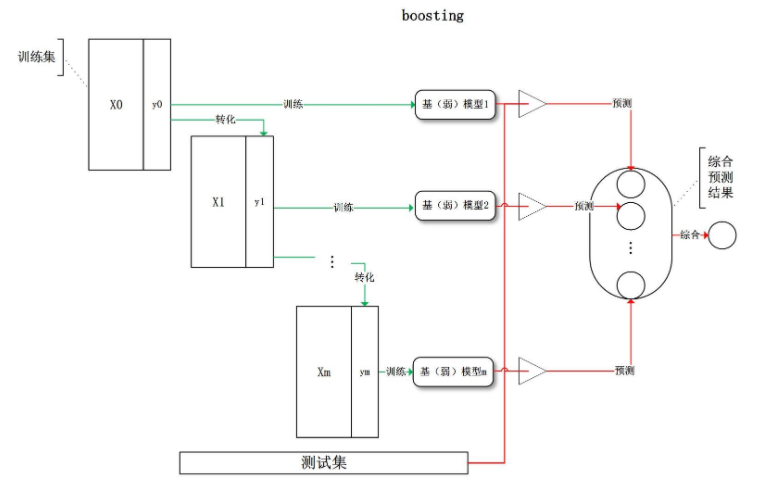 boosting
训练集
X0
y0
训练
基（弱）模型1
预测
转化
X1
y1
训练
基（弱）模型2
预测
综合
预测
结果
综合
⋮
⋮
转化
Xm
ym
训练
基（弱）模型m
预测
测试集